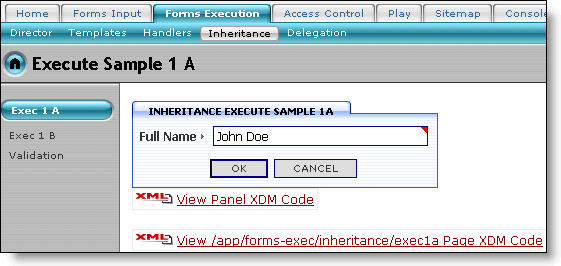 Home Forms Input Forms Execution Access Control Play Sitemap Console
Director Templates Handlers Inheritance Delegation
Execute Sample 1 A
Exec 1 A
Exec 1 B
Validation
INHERITANCE EXECUTE SAMPLE 1A
Full Name John Doe
OK CANCEL
XML View Panel XDM Code
XML View /app/forms-exec/inheritance/exec1a Page XDM Code